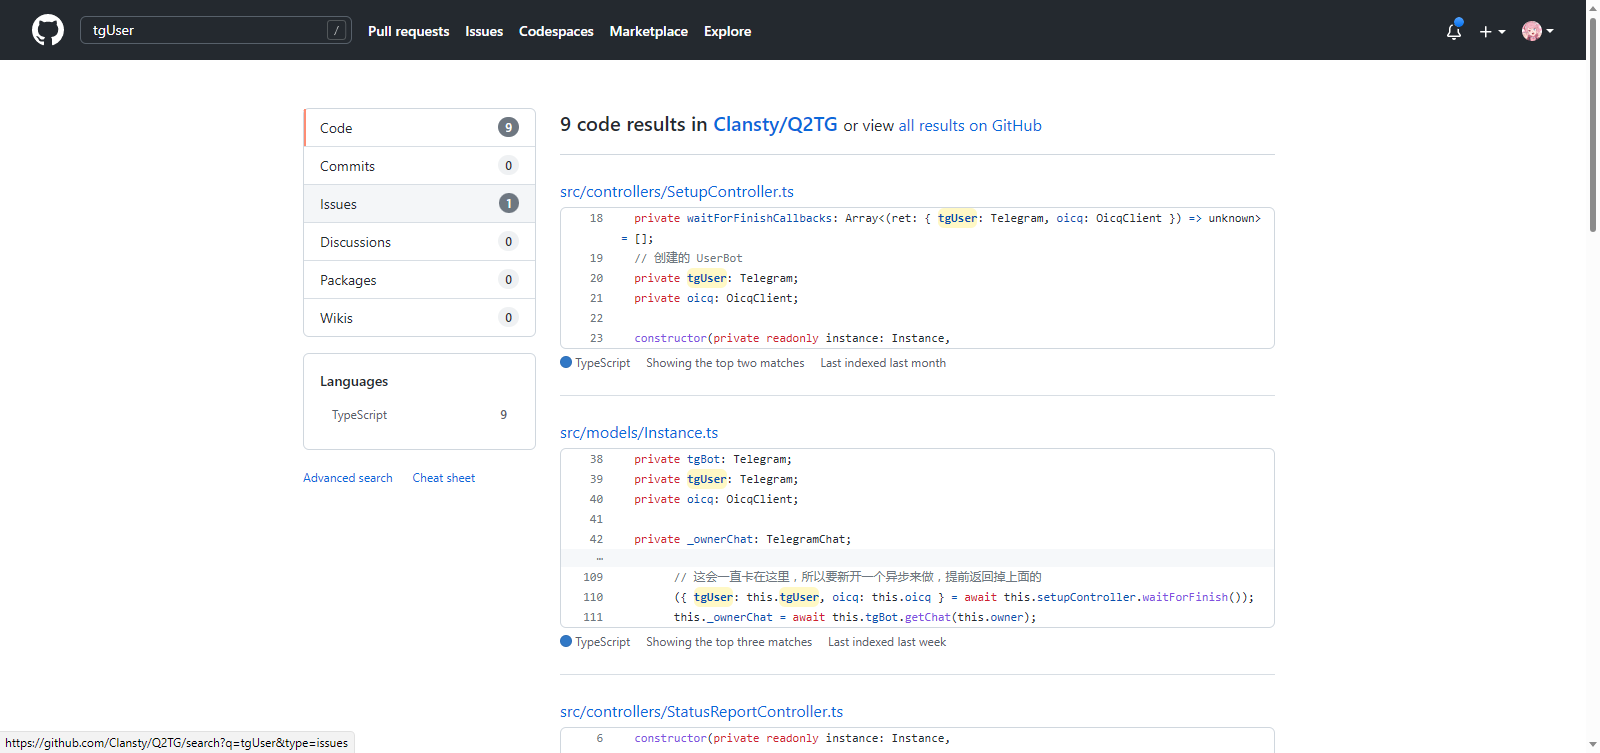 tgUser /
Pull requests Issues Codespaces Marketplace Explore
Code 9
Commits 0
Issues 1
Discussions 0
Packages 0
Wikis 0
Languages
TypeScript 9
Advanced search Cheat sheet
9 code results in Clansty/Q2TG or view all results on GitHub
src/controllers/SetupController.ts
18 private waitForFinishCallbacks: Array<(ret: { tgUser: Telegram, oicq: OicqClient }) => unknown>
= [];
19 // 创建的 UserBot
20 private tgUser: Telegram;
21 private oicq: OicqClient;
22
23 constructor(private readonly instance: Instance,
TypeScript Showing the top two matches Last indexed last month
src/models/Instance.ts
38 private tgBot: Telegram;
39 private tgUser: Telegram;
40 private oicq: OicqClient;
41
42 private _ownerChat: TelegramChat;
…
109 // 这会一直卡在这里，所以要新开一个异步来做，提前返回掉上面的
110 ({ tgUser: this.tgUser, oicq: this.oicq } = await this.setupController.waitForFinish());
111 this._ownerChat = await this.tgBot.getChat(this.owner);
TypeScript Showing the top three matches Last indexed last week
src/controllers/StatusReportController.ts
6 constructor(private readonly instance: Instance,
https://github.com/Clansty/Q2TG/search?q=tgUser&type=issues